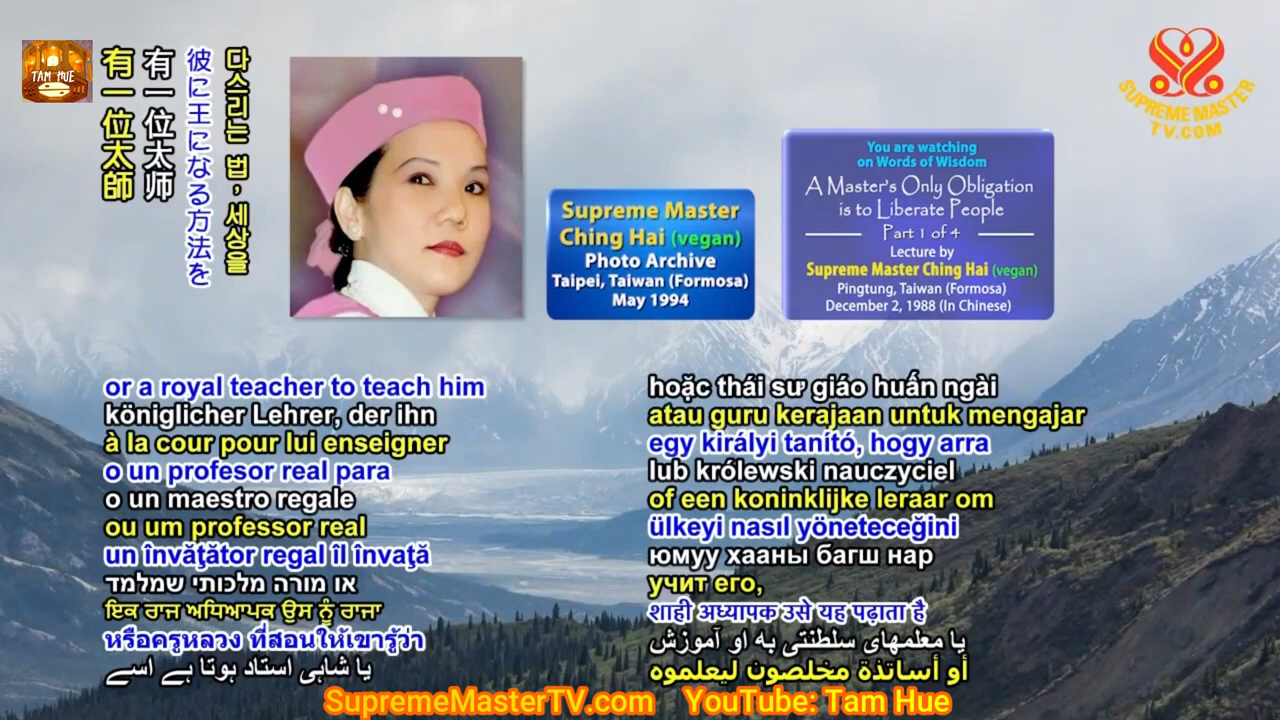 TAM HUE
有一位太師
有一位太师
彼に王になる方法を
다스리는 법, 세상을
SUPREME MASTER
TV.COM
Supreme Master
Ching Hai (vegan)
Photo Archive
Taipei, Taiwan (Formosa)
May 1994
You are watching
on Words of Wisdom
A Master's Only Obligation
is to Liberate People
Part 1 of 4
Lecture by
Supreme Master Ching Hai (vegan)
Pingtung, Taiwan (Formosa)
December 2, 1988 (In Chinese)
or a royal teacher to teach him
königlicher Lehrer, der ihn
à la cour pour lui enseigner
o un profesor real para
o un maestro regale
ou um professor real
un învăţător regal îl învaţă
או מורה מלכותי שמלמד
ਇਕ ਰਾਜ ਅਧਿਆਪਕ ਉਸ ਨੂੰ ਰਾਜਾ
หรือครูหลวง ที่สอนให้เขารู้ว่า
یا شاہی استاد ہوتا ہے اسے
hoặc thái sư giáo huấn ngài
atau guru kerajaan untuk mengajar
egy királyi tanító, hogy arra
lub królewski nauczyciel
of een koninklijke leraar om
ülkeyi nasıl yöneteceğini
юмуу хааны багш нар
учит его,
शाही अध्यापक उसे यह पढ़ाता है
یا معلمهای سلطنتی به او آموزش
أو أساتذة مخلصون ليعلموه
SupremeMasterTV.com YouTube: Tam Hue